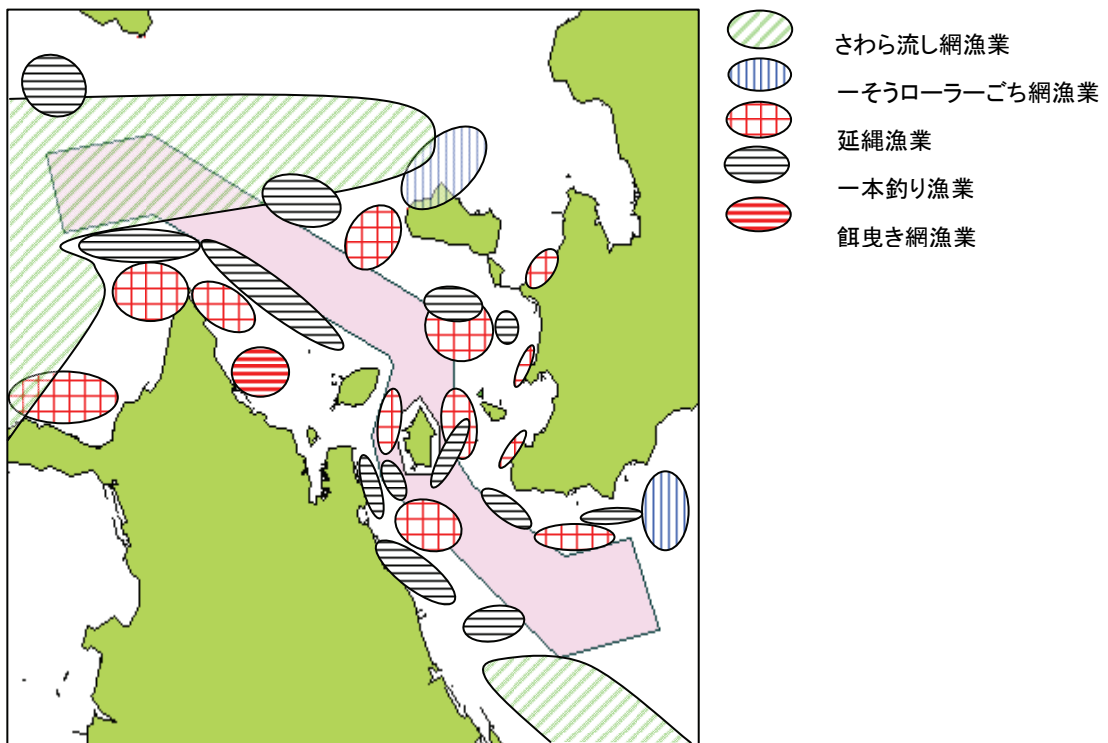 さわら流し網漁業
一そうローラーごち網漁業
延縄漁業
一本釣り漁業
餌曳き網漁業